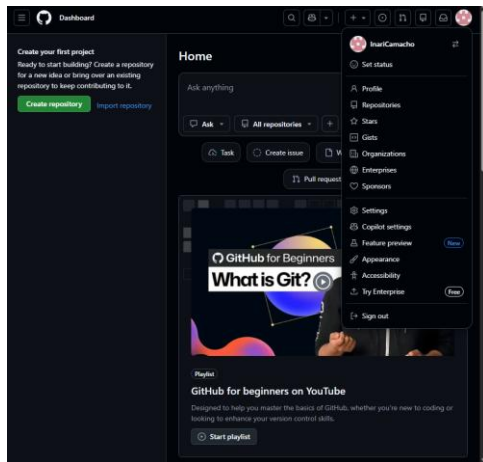 Dashboard
Create your first project
Ready to start building? Create a repository
for a new idea or bring over an existing
repository to keep contributing to it.
Create repository
Import repository
Home
Ask anything
Ask
All repositories
Task
Create issue
W
Pull request
GitHub for Beginners
What is Git?
Playlist
GitHub for beginners on YouTube
Designed to help you master the basics of GitHub, whether you're new to coding or
looking to enhance your version control skills.
Start playlist
InariCamacho
Set status
Profile
Repositories
Stars
Gists
Organizations
Enterprises
Sponsors
Settings
Copilot settings
Feature preview New
Appearance
Accessibility
Try Enterprise Free
Sign out